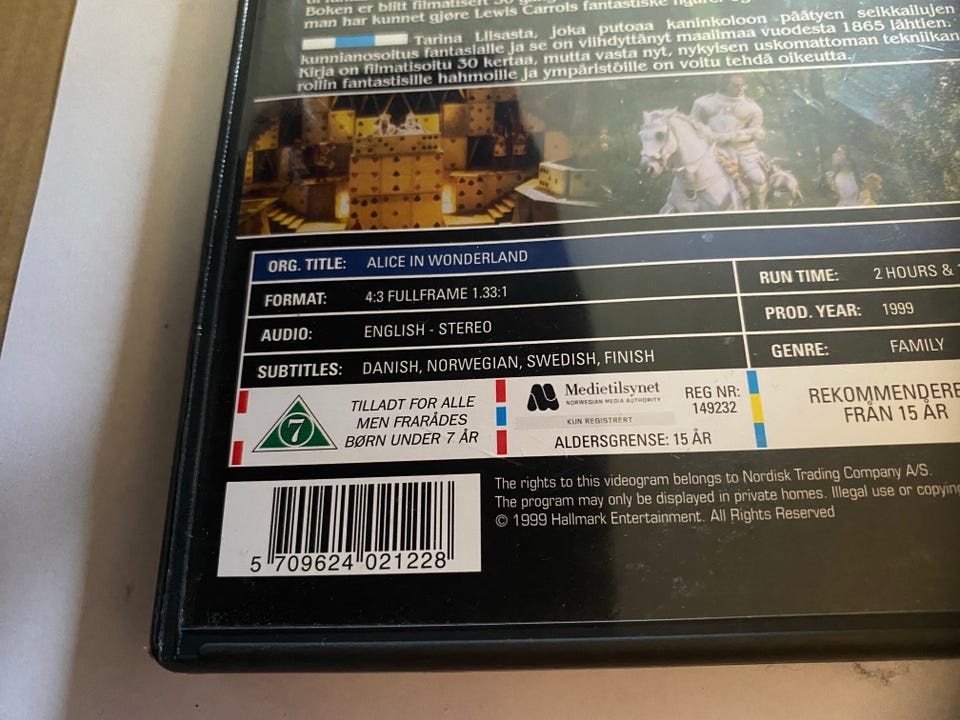 Boken er blitt filmatisert 30 gang
man har kunnet gjøre Lewis Carrols fantastiske figurer
Tarina LIisasta, joka putoaa kaninkoloon päätyen seikkailujen
kunnianosoitus fantasialle ja se on viihdyttänyt maailmaa vuodesta 1865 lähtien.
Kirja on filmatisoitu 30 kertaa, mutta vasta nyt, nykyisen uskomattoman tekniikan
rollin fantastisille hahmoille ja ympäristöille on voitu tehdä oikeutta.
ORG. TITLE: ALICE IN WONDERLAND
FORMAT: 4:3 FULLFRAME 1.33:1
RUN TIME: 2 HOURS &
AUDIO: ENGLISH - STEREO
PROD. YEAR: 1999
SUBTITLES: DANISH, NORWEGIAN, SWEDISH, FINISH
GENRE: FAMILY
7
TILLADT FOR ALLE
MEN FRARÅDES
BØRN UNDER 7 ÅR
Medietilsynet
NORWEGIAN MEDIA AUTHORITY
KUN REGISTRERT
REG NR:
149232
ALDERSGRENSE: 15 ÅR
REKOMMENDERE
FRÅN 15 ÅR
The rights to this videogram belongs to Nordisk Trading Company A/S.
The program may only be displayed in private homes. Illegal use or copying
© 1999 Hallmark Entertainment. All Rights Reserved
5 709624 021228